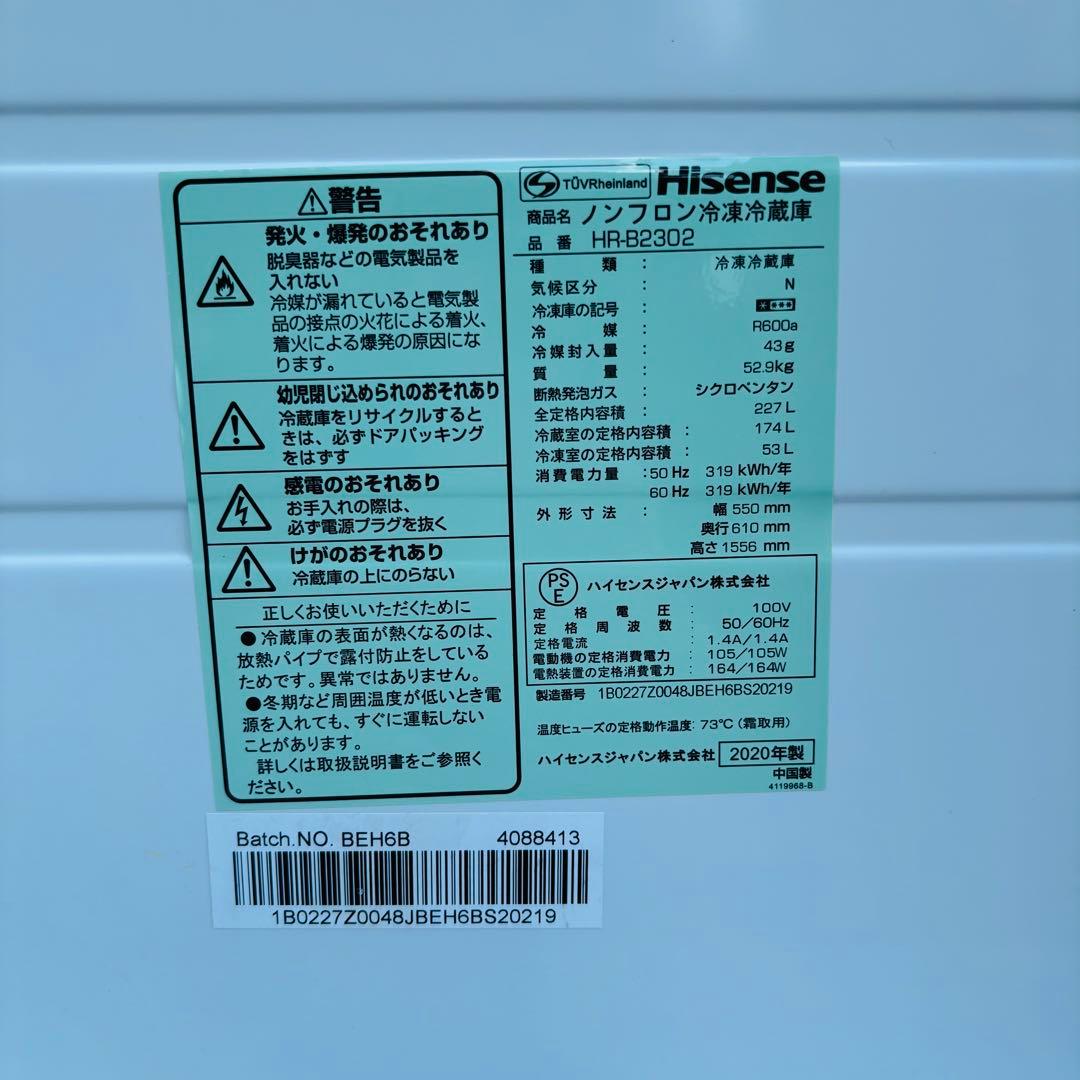 ⚠警告
発火・爆発のおそれあり
脱臭器などの電気製品を
入れない
冷媒が漏れていると電気製
品の接点の火花による着火、
着火による爆発の原因にな
ります。
幼児閉じ込められのおそれあり
冷蔵庫をリサイクルすると
きは、必ずドアパッキング
をはずす
感電のおそれあり
お手入れの際は、
必ず電源プラグを抜く
けがのおそれあり
冷蔵庫の上にのらない
正しくお使いいただくために
●冷蔵庫の表面が熱くなるのは、
放熱パイプで露付防止をしている
ためです。異常ではありません。
●冬期など周囲温度が低いとき電
源を入れても、すぐに運転しない
ことがあります。
詳しくは取扱説明書をご参照く
ださい。
TÜVRheinland Hisense
商品名 ノンフロン冷凍冷蔵庫
品番 HR-B2302
種類 : 冷凍冷蔵庫
気候区分 : N
冷凍庫の記号 : ****
冷媒 : R600a
冷媒封入量 : 43g
質量 : 52.9kg
断熱発泡ガス : シクロペンタン
全定格内容積 : 227L
冷蔵室の定格内容積 : 174L
冷凍室の定格内容積 : 53L
消費電力量 :50Hz 319kWh/年
60Hz 319kWh/年
外形寸法 : 幅550mm
奥行610mm
高さ1556mm
PSE ハイセンスジャパン株式会社
定格電圧 : 100V
定格周波数 : 50/60Hz
定格電流 : 1.4A/1.4A
電動機の定格消費電力 : 105/105W
電熱装置の定格消費電力 : 164/164W
製造番号 1B0227Z0048JBEH6BS20219
温度ヒューズの定格動作温度: 73℃(霜取用)
ハイセンスジャパン株式会社 2020年製
中国製
4119968-B
Batch.NO. BEH6B 4088413
1B0227Z0048JBEH6BS20219